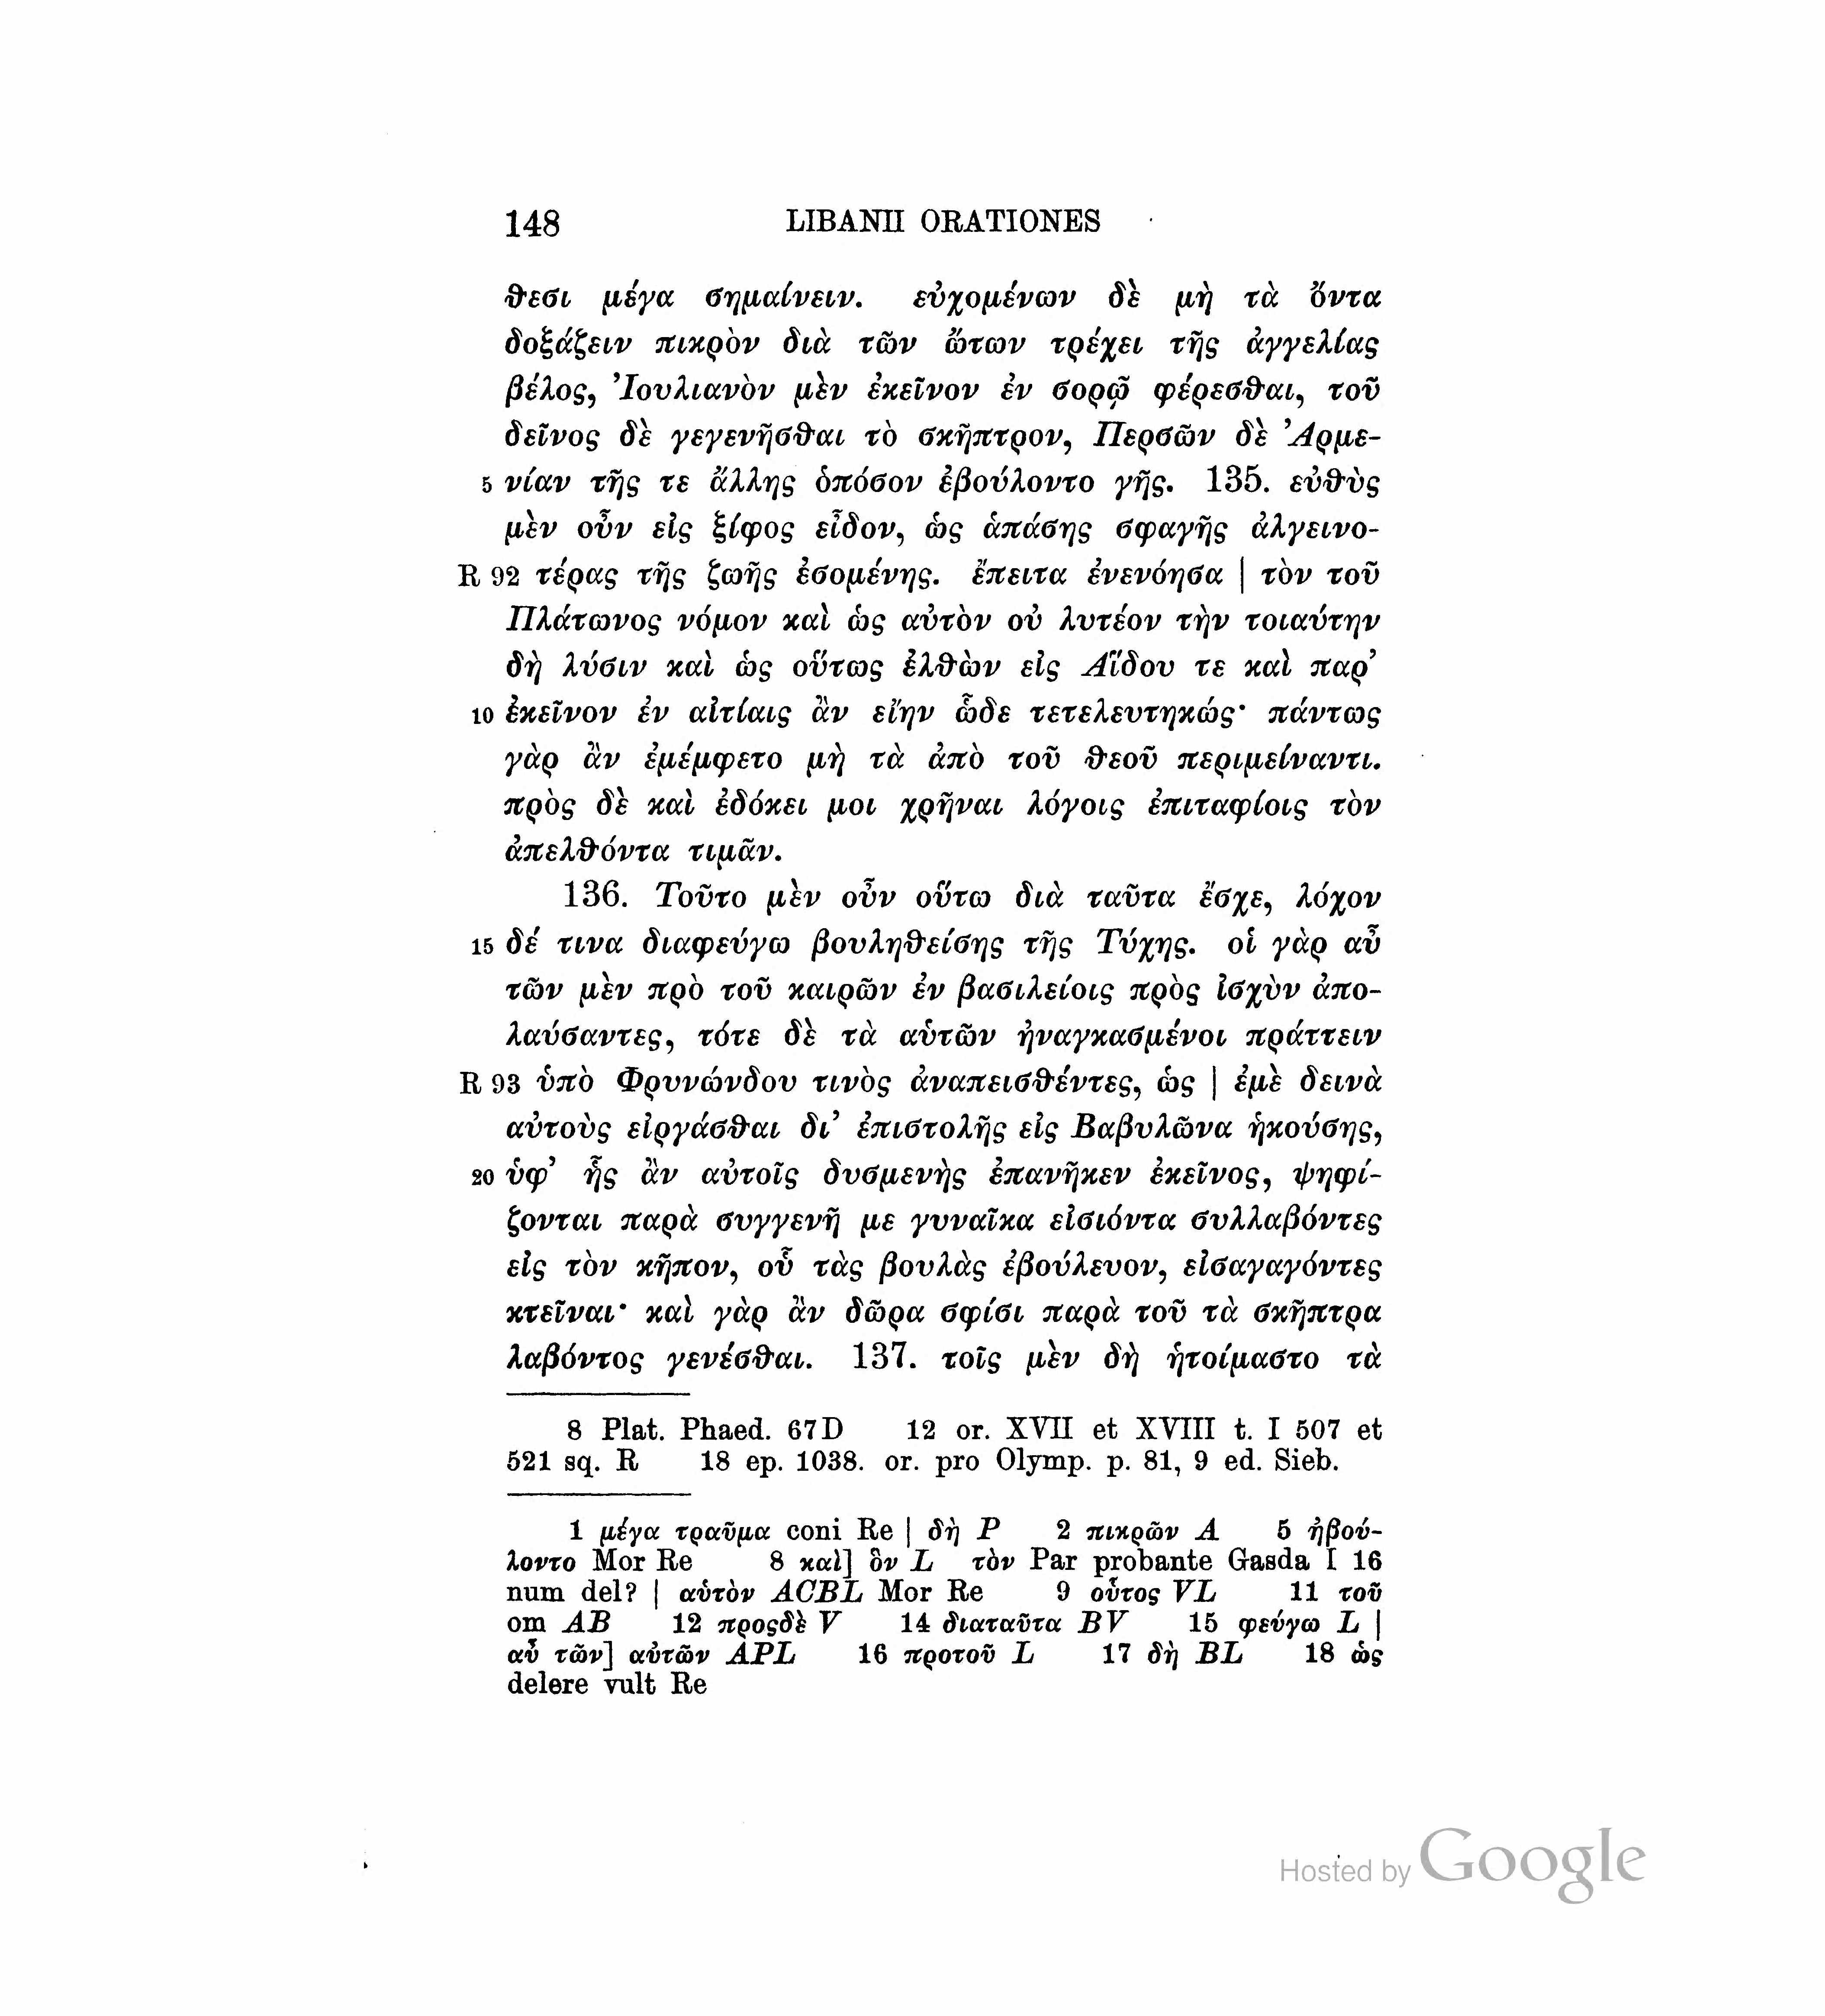 148 LIBANII ORATIONES
θεσι μέγα σημαίνειν. εὐχομένων δὲ μὴ τὰ ὄντα
δοξάζειν πικρὸν διὰ τῶν ὤτων τρέχει τῆς ἀγγελίας
βέλος, Ἰουλιανὸν μὲν ἐκεῖνον ἐν σορῷ φέρεσθαι, τοῦ
δεῖνος δὲ γεγενῆσθαι τὸ σκῆπτρον, Περσῶν δὲ Ἀρμε-
5 νίαν τῆς τε ἄλλης ὁπόσον ἐβούλοντο γῆς. 135. εὐθὺς
μὲν οὖν εἰς ξίφος εἶδον, ὡς ἁπάσης σφαγῆς ἀλγεινο-
R 92 τέρας τῆς ζωῆς ἐσομένης. ἔπειτα ἐνενόησα | τὸν τοῦ
Πλάτωνος νόμον καὶ ὡς αὐτὸν οὐ λυτέον τὴν τοιαύτην
δὴ λύσιν καὶ ὡς οὕτως ἐλθὼν εἰς Ἅιδου τε καὶ παρ’
10 ἐκεῖνον ἐν αἰτίαις ἂν εἴην ὧδε τετελευτηκώς· πάντως
γὰρ ἂν ἐμέμφετο μὴ τὰ ἀπὸ τοῦ θεοῦ περιμείναντι.
πρὸς δὲ καὶ ἐδόκει μοι χρῆναι λόγοις ἐπιταφίοις τὸν
ἀπελθόντα τιμᾶν.
136. Τοῦτο μὲν οὖν οὕτω διὰ ταῦτα ἔσχε, λόχον
15 δέ τινα διαφεύγω βουληθείσης τῆς Τύχης. οἱ γὰρ αὖ
τῶν μὲν πρὸ τοῦ καιρῶν ἐν βασιλείοις πρὸς ἰσχὺν ἀπο-
λαύσαντες, τότε δὲ τὰ αὑτῶν ἠναγκασμένοι πράττειν
R 93 ὑπὸ Φρυνώνδου τινὸς ἀναπεισθέντες, ὡς | ἐμὲ δεινὰ
αὐτοὺς εἰργάσθαι δι’ ἐπιστολῆς εἰς Βαβυλῶνα ἡκούσης,
20 ὑφ’ ἧς ἂν αὐτοῖς δυσμενὴς ἐπανῆκεν ἐκεῖνος, ψηφί-
ζονται παρὰ συγγενῆ με γυναῖκα εἰσιόντα συλλαβόντες
εἰς τὸν κῆπον, οὗ τὰς βουλὰς ἐβούλευον, εἰσαγαγόντες
κτεῖναι· καὶ γὰρ ἂν δῶρα σφίσι παρὰ τοῦ τὰ σκῆπτρα
λαβόντος γενέσθαι. 137. τοῖς μὲν δὴ ἡτοίμαστο τὰ
8 Plat. Phaed. 67D 12 or. XVII et XVIII t. I 507 et
521 sq. R 18 ep. 1038. or. pro Olymp. p. 81, 9 ed. Sieb.
1 μέγα τραῦμα coni Re | δὴ P 2 πικρῶν A 5 ἠβού-
λοντο Mor Re 8 καὶ] ὃν L τὸν Par probante Gasda I 16
num del? | αὑτὸν ACBL Mor Re 9 οὗτος VL 11 τοῦ
om AB 12 προςδὲ V 14 διαταῦτα BV 15 φεύγω L |
αὖ τῶν] αὐτῶν APL 16 προτοῦ L 17 δὴ BL 18 ὡς
delere vult Re
Hosted by Google